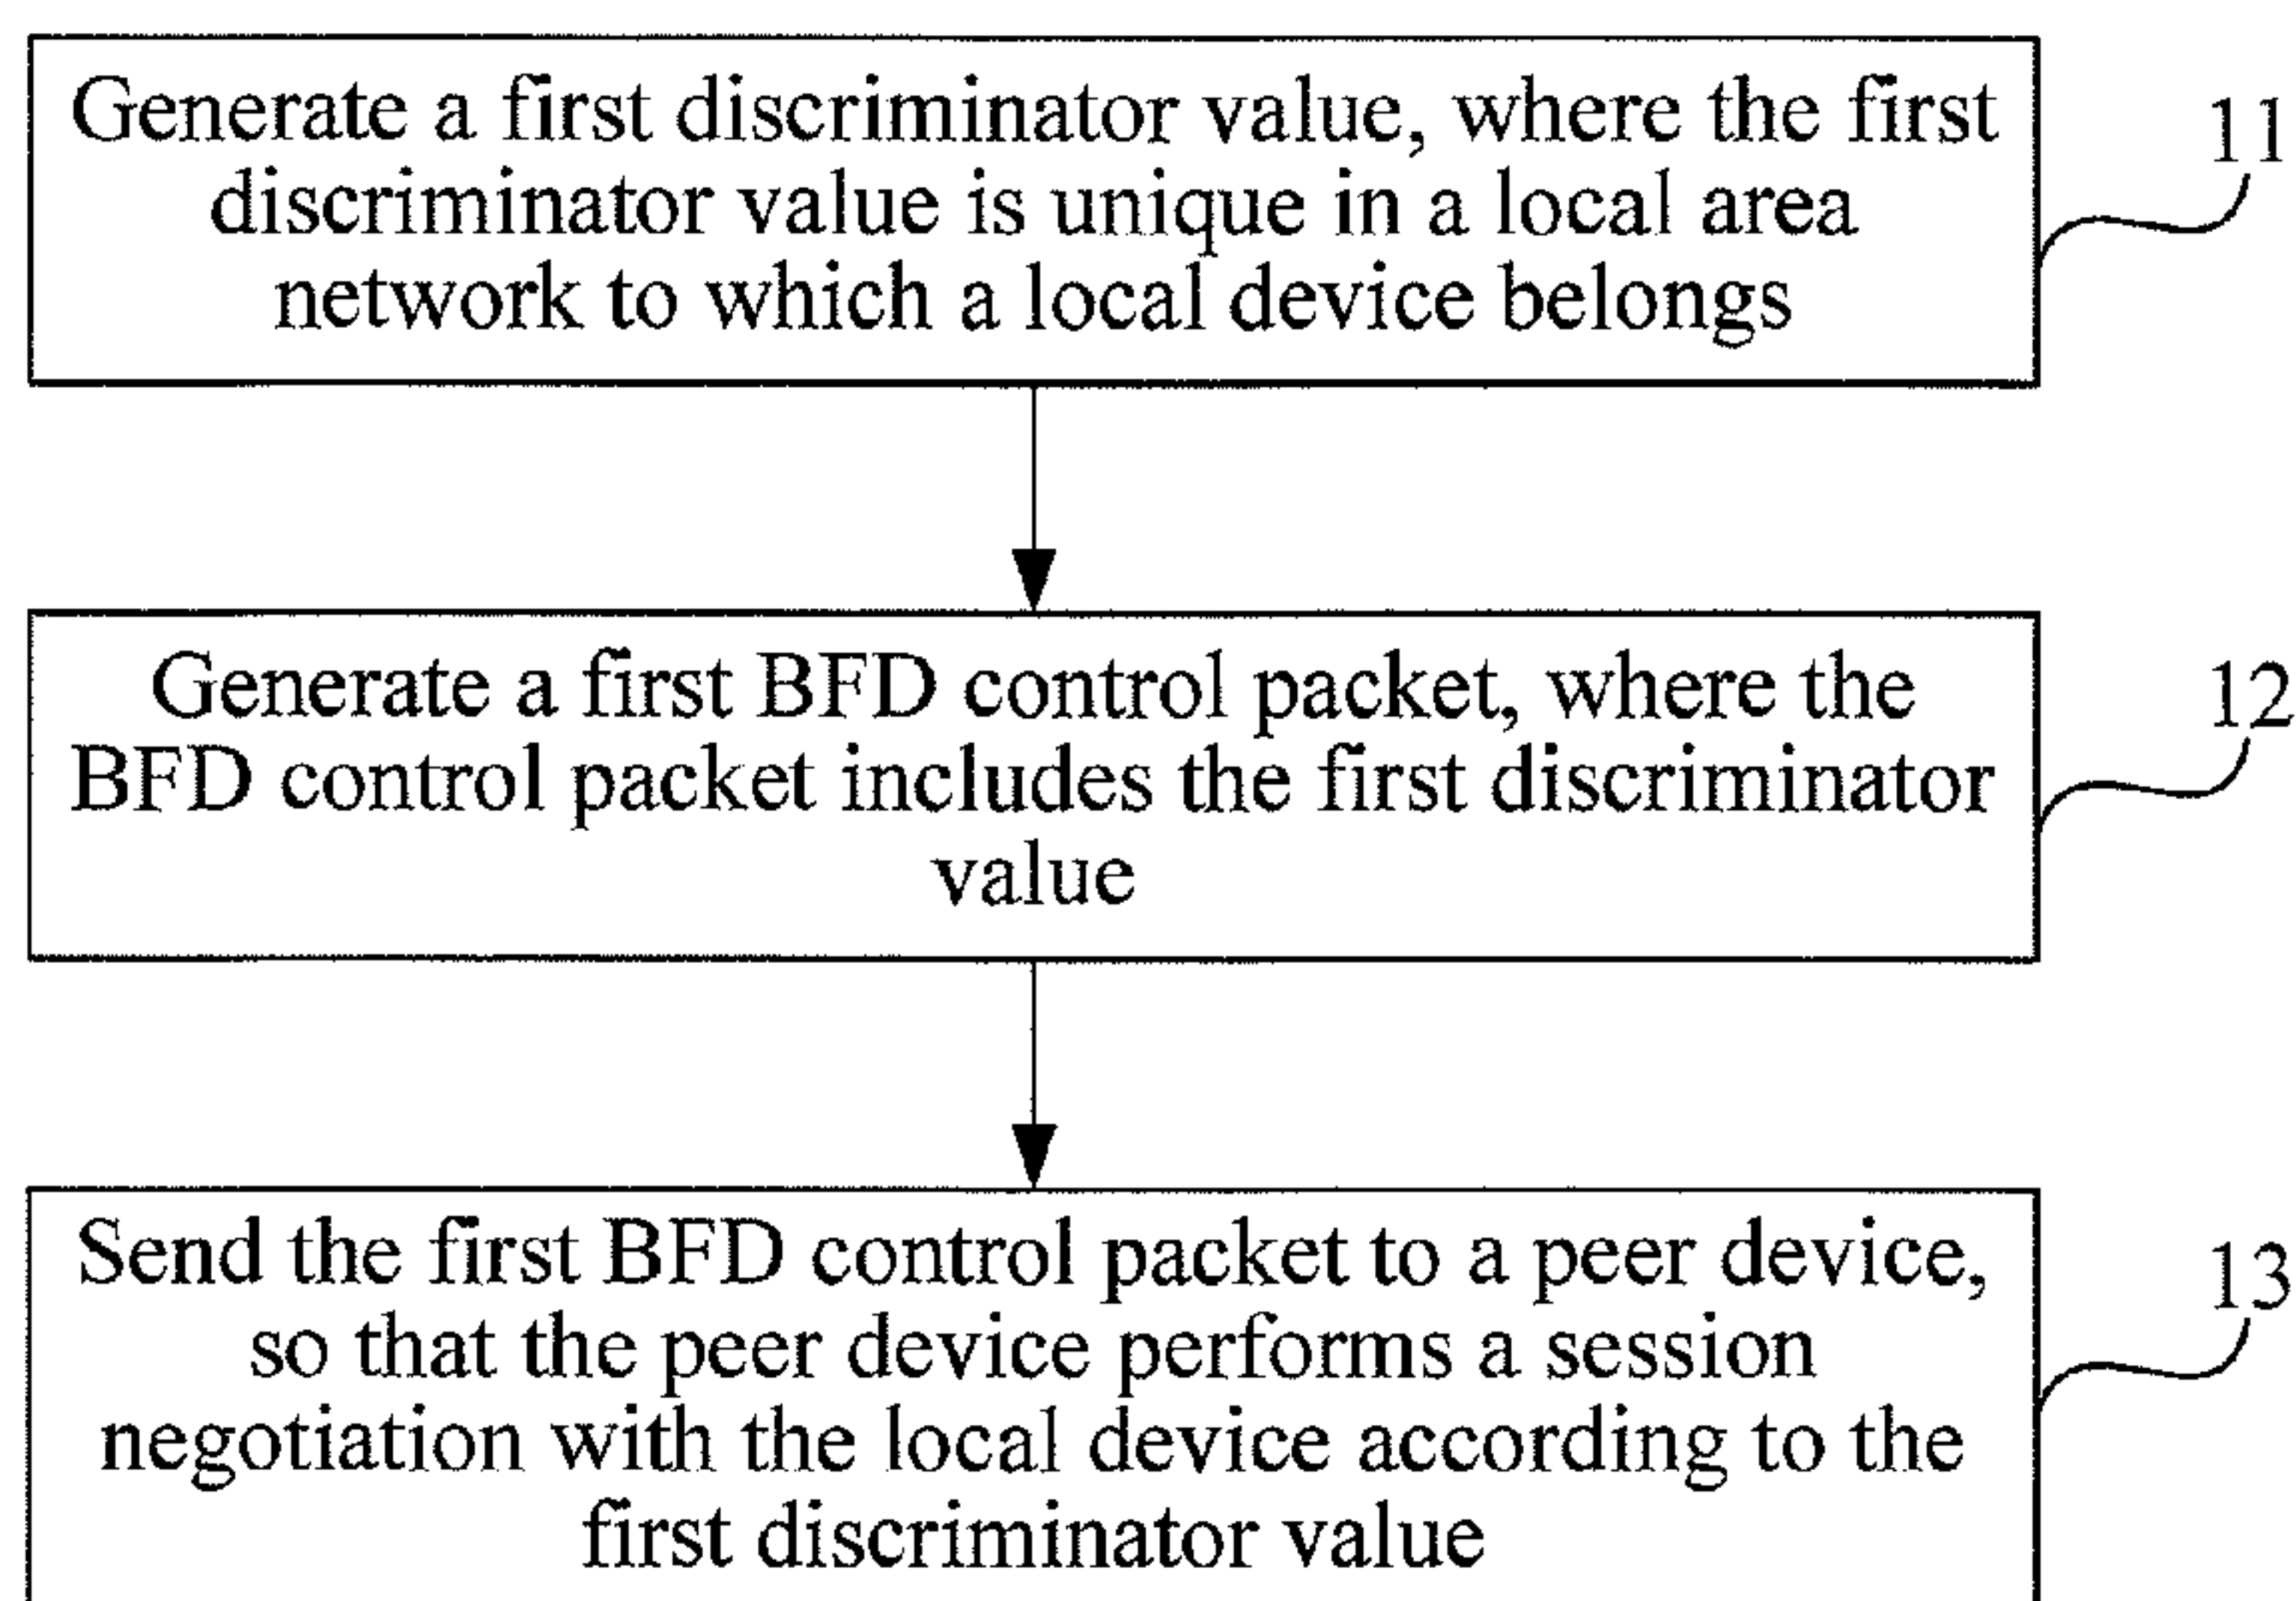 Generate a first discriminator value, where the first
discriminator value is unique in a local area
network to which a local device belongs
11
Generate a first BFD control packet, where the
BFD control packet includes the first discriminator
value
12
Send the first BFD control packet to a peer device,
so that the peer device performs a session
negotiation with the local device according to the
first discriminator value
13